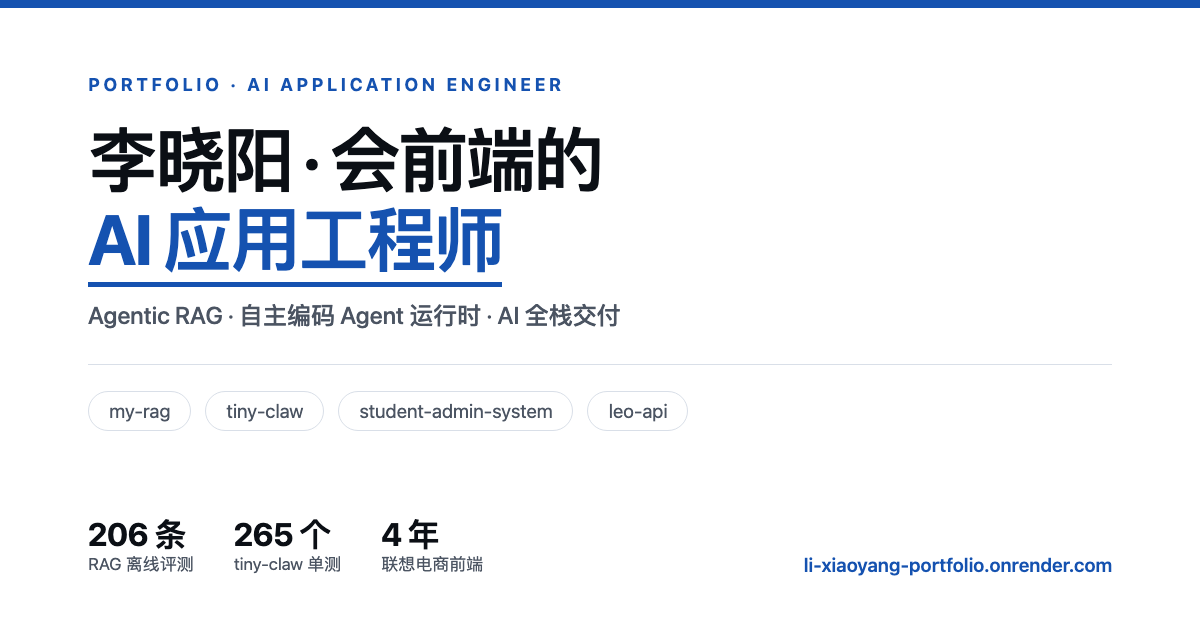 PORTFOLIO · AI APPLICATION ENGINEER
李晓阳 · 会前端的
AI 应用工程师
Agentic RAG · 自主编码 Agent 运行时 · AI 全栈交付
my-rag tiny-claw student-admin-system leo-api
206 条 265 个 4 年
RAG 离线评测 tiny-claw 单测 联想电商前端
li-xiaoyang-portfolio.onrender.com